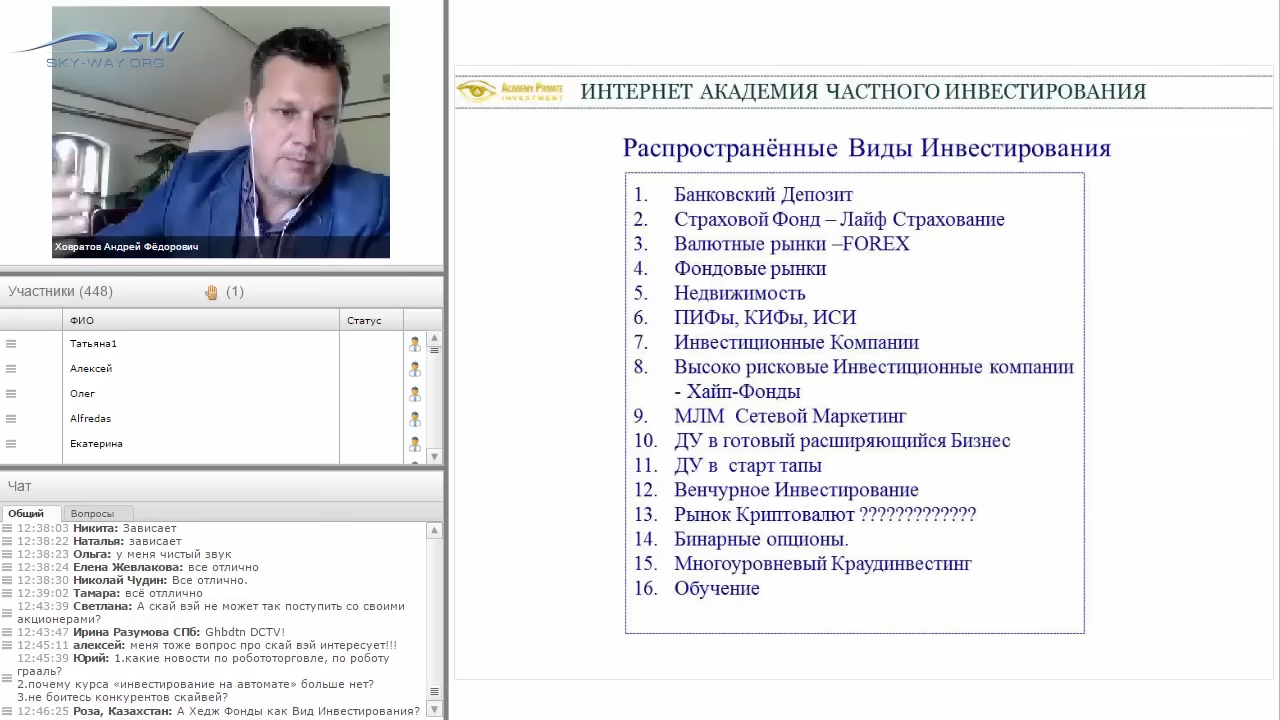 SW
SKY-WAY.ORG
Ховратов Андрей Фёдорович
Участники (448)
(1)
ФИО
Статус
Татьяна1
Алексей
Олег
Alfredas
Екатерина
Чат
Общий
Вопросы
12:38:03 Никита: Зависает
12:38:22 Наталья: зависает
12:38:23 Ольга: у меня чистый звук
12:38:24 Елена Жевлакова: все отлично
12:38:30 Николай Чудин: Все отлично.
12:39:02 Тамара: всё отллично
12:43:39 Светлана: А скай вэй не может так поступить со своими
акционерами?
12:43:47 Ирина Разумова СПб: Ghbdtn DCTV!
12:45:11 алексей: меня тоже вопрос про скай вэй интересует!!!
12:45:39 Юрий: 1.какие новости по робототорговле, по роботу
грааль?
2.почему курса «инвестирование на автомате» больше нет?
3.не боитесь конкурентов скайвей?
12:46:25 Роза, Казахстан: А Хедж Фонды как Вид Инвестирования?
ACADEMY PRIVATE
INVESTMENT
ИНТЕРНЕТ АКАДЕМИЯ ЧАСТНОГО ИНВЕСТИРОВАНИЯ
Распространённые Виды Инвестирования
1. Банковский Депозит
2. Страховой Фонд – Лайф Страхование
3. Валютные рынки –FOREX
4. Фондовые рынки
5. Недвижимость
6. ПИФы, КИФы, ИСИ
7. Инвестиционные Компании
8. Высоко рисковые Инвестиционные компании
- Хайп-Фонды
9. МЛМ Сетевой Маркетинг
10. ДУ в готовый расширяющийся Бизнес
11. ДУ в старт тапы
12. Венчурное Инвестирование
13. Рынок Криптовалют ?????????????
14. Бинарные опционы.
15. Многоуровневый Краудинвестинг
16. Обучение